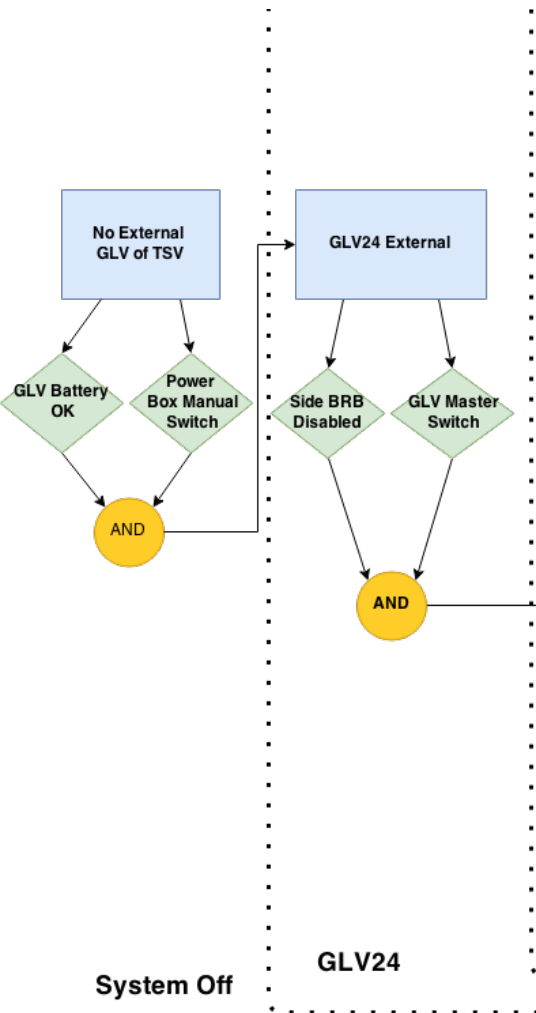 No External
GLV of TSV
GLV24 External
GLV Battery
OK
Power
Box Manual
Switch
Side BRB
Disabled
GLV Master
Switch
AND
AND
System Off
GLV24